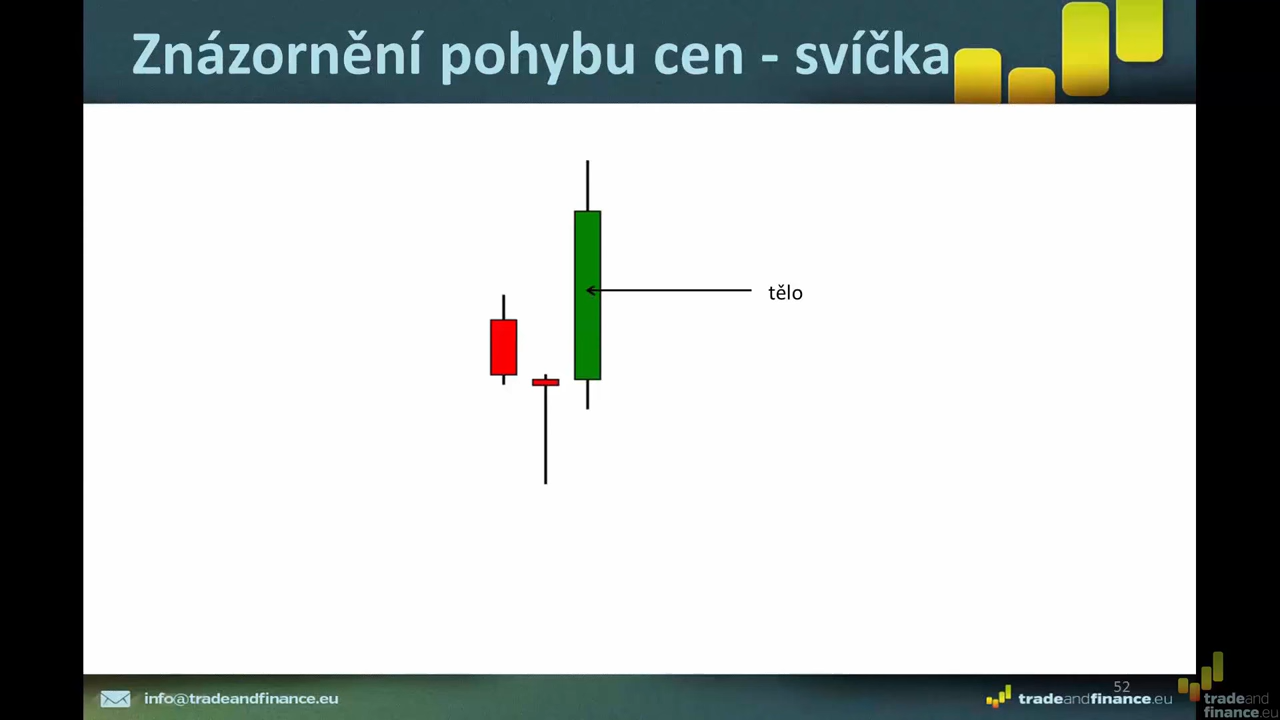 Znázornění pohybu cen - svíčka
tělo
info@tradeandfinance.eu
52
tradeandfinance.eu
tradeand
finance.eu